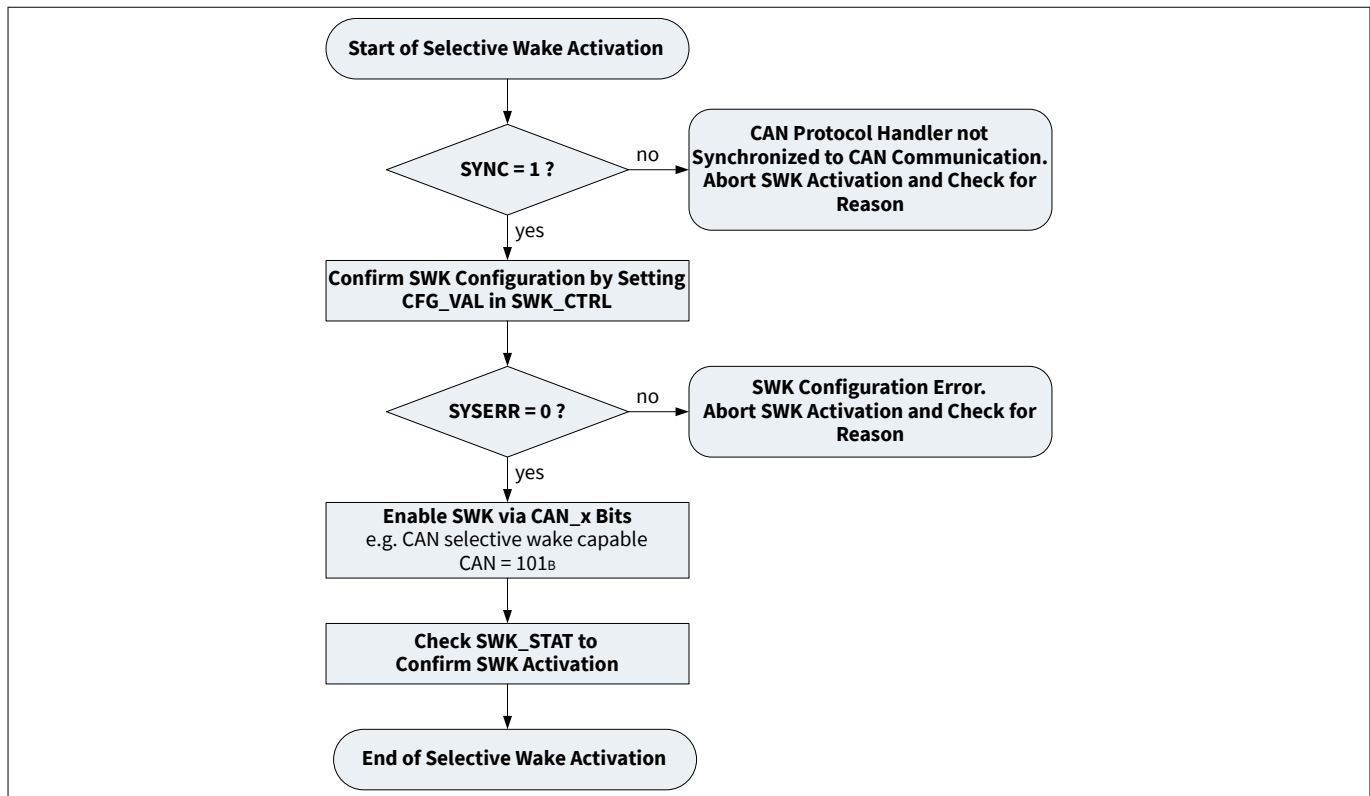 Start of Selective Wake Activation
SYNC = 1 ?
no
CAN Protocol Handler not
Synchronized to CAN Communication.
Abort SWK Activation and Check for
Reason
yes
Confirm SWK Configuration by Setting
CFG_VAL in SWK_CTRL
SYSERR = 0 ?
no
SWK Configuration Error.
Abort SWK Activation and Check for
Reason
yes
Enable SWK via CAN_x Bits
e.g. CAN selective wake capable
CAN = 101B
Check SWK_STAT to
Confirm SWK Activation
End of Selective Wake Activation